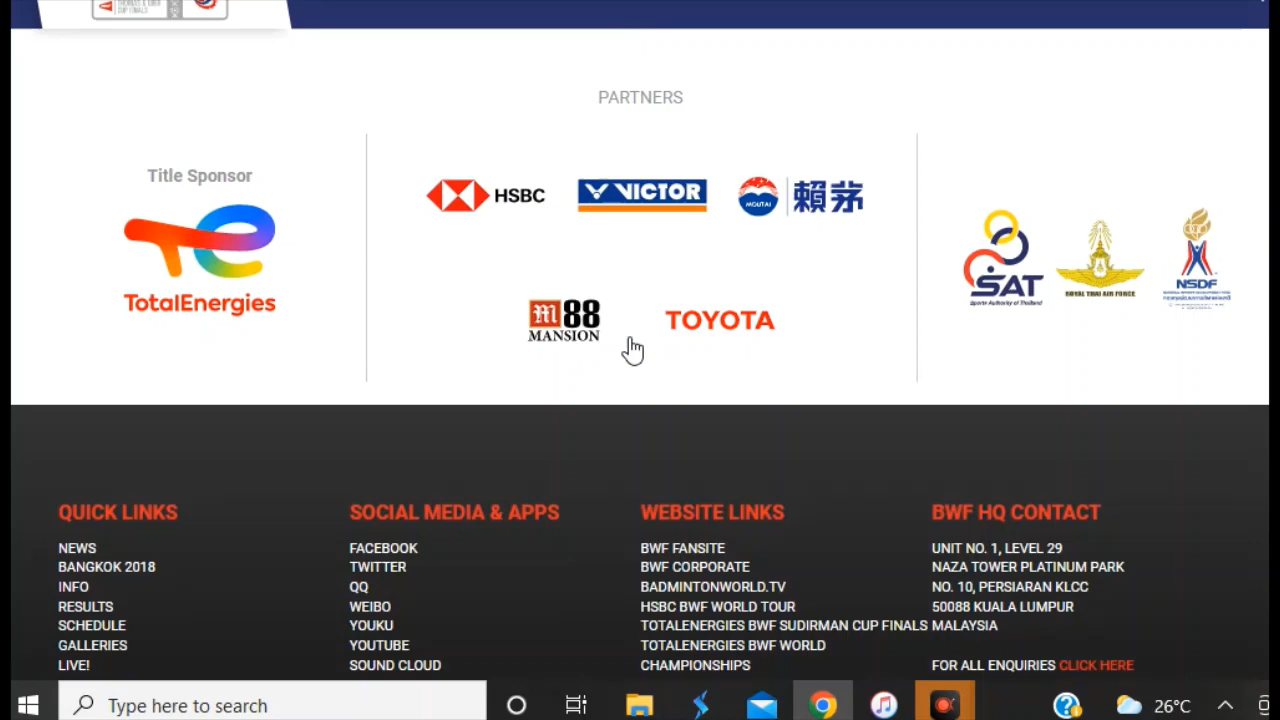 THOMAS & UBER
CUP FINALS
PARTNERS
Title Sponsor
TotalEnergies
HSBC
VICTOR
MOUTAI 賴茅
m 88
MANSION
TOYOTA
SAT
Sports Authority of Thailand
ROYAL THAI AIR FORCE
NSDF
QUICK LINKS
NEWS
BANGKOK 2018
INFO
RESULTS
SCHEDULE
GALLERIES
LIVE!
SOCIAL MEDIA & APPS
FACEBOOK
TWITTER
QQ
WEIBO
YOUKU
YOUTUBE
SOUND CLOUD
WEBSITE LINKS
BWF FANSITE
BWF CORPORATE
BADMINTONWORLD.TV
HSBC BWF WORLD TOUR
TOTALENERGIES BWF SUDIRMAN CUP FINALS
TOTALENERGIES BWF WORLD
CHAMPIONSHIPS
BWF HQ CONTACT
UNIT NO. 1, LEVEL 29
NAZA TOWER PLATINUM PARK
NO. 10, PERSIARAN KLCC
50088 KUALA LUMPUR
MALAYSIA
FOR ALL ENQUIRIES CLICK HERE
Type here to search
26°C